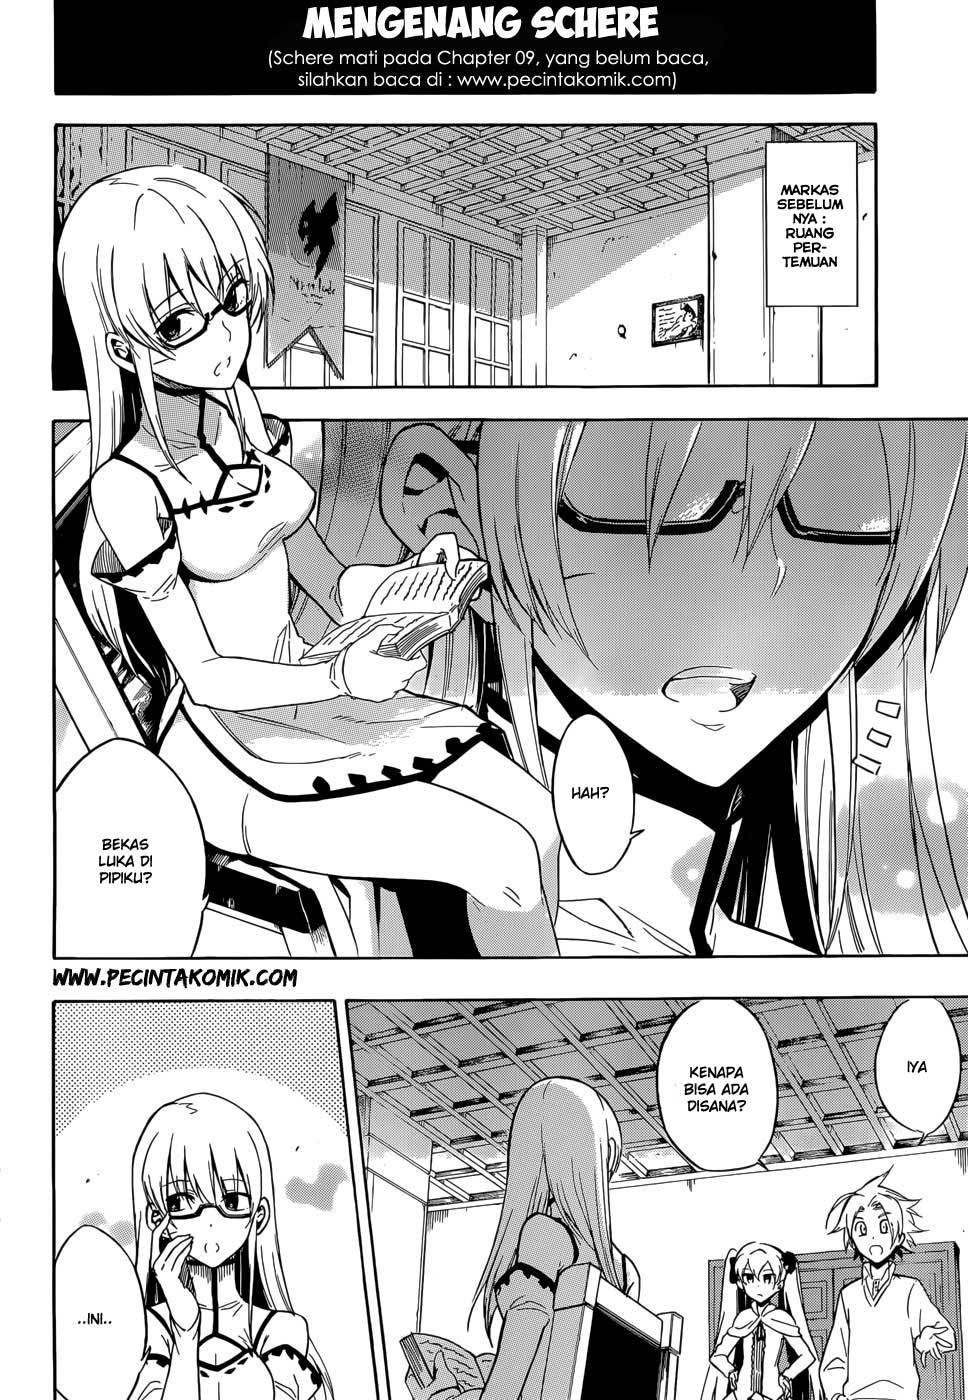 MENGENANG SCHERE
(Schere mati pada Chapter 09, yang belum baca,
silahkan baca di : www.pecintakomik.com)
MARKAS
SEBELUM
NYA :
RUANG
PER-
TEMUAN
HAH?
BEKAS
LUKA DI
PIPIKU?
WWW.PECINTAKOMIK.COM
IYA
KENAPA
BISA ADA
DISANA?
..INI..